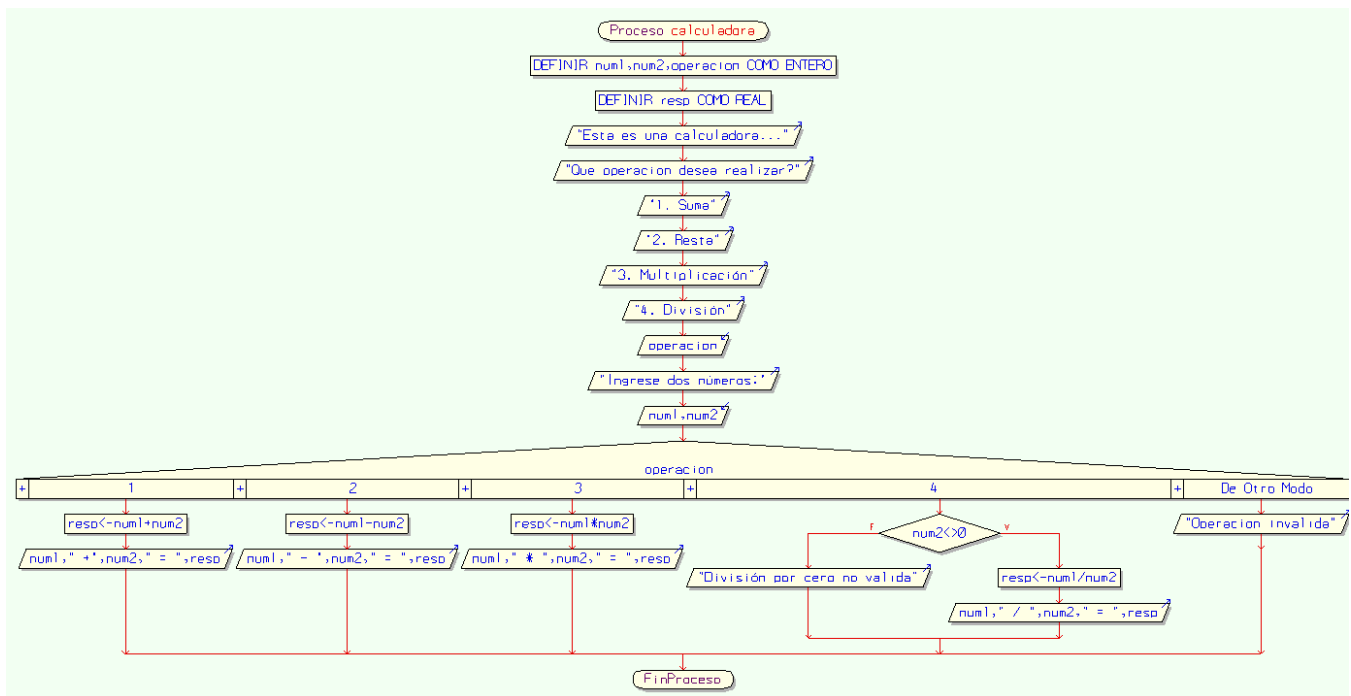 Proceso calculadora
DEFINIR num1,num2,operacion COMO ENTERO
DEFINIR resp COMO REAL
"Esta es una calculadora..."
"Que operacion desea realizar?"
"1. Suma"
"2. Resta"
"3. Multiplicación"
"4. División"
operacion
"Ingrese dos números:"
num1,num2
operacion
+ 1 + 2 + 3 + 4 + De Otro Modo
resp<-num1+num2
num1," +",num2," = ",resp
resp<-num1-num2
num1," - ",num2," = ",resp
resp<-num1*num2
num1," * ",num2," = ",resp
F num2<>0 V
"División por cero no valida"
resp<-num1/num2
num1," / ",num2," = ",resp
"Operacion invalida"
FinProceso